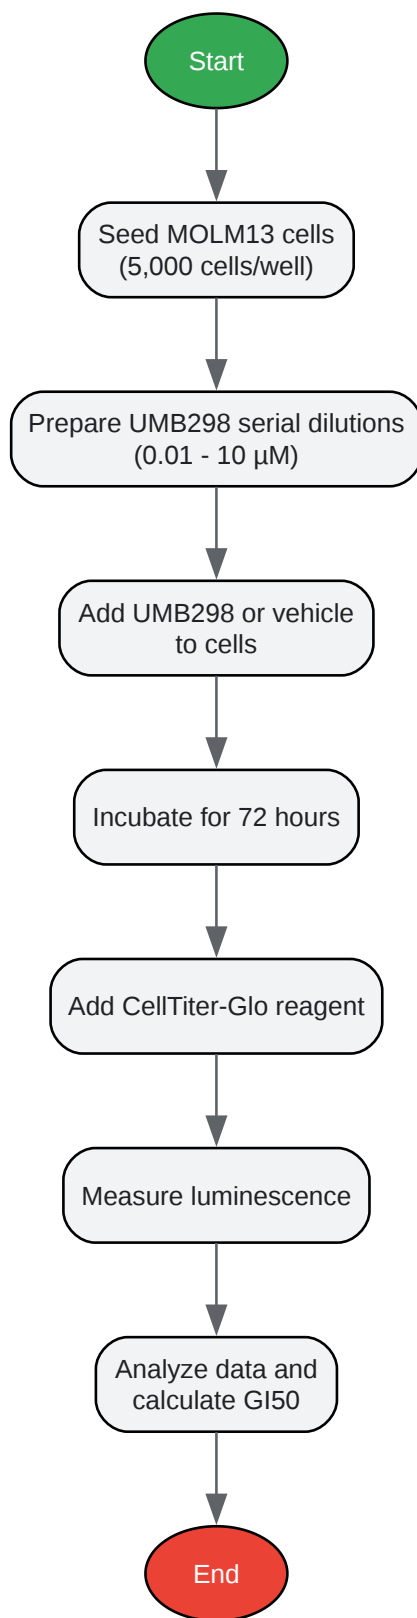 Start
Seed MOLM13 cells
(5,000 cells/well)
Prepare UMB298 serial dilutions
(0.01 - 10 µM)
Add UMB298 or vehicle
to cells
Incubate for 72 hours
Add CellTiter-Glo reagent
Measure luminescence
Analyze data and
calculate GI50
End